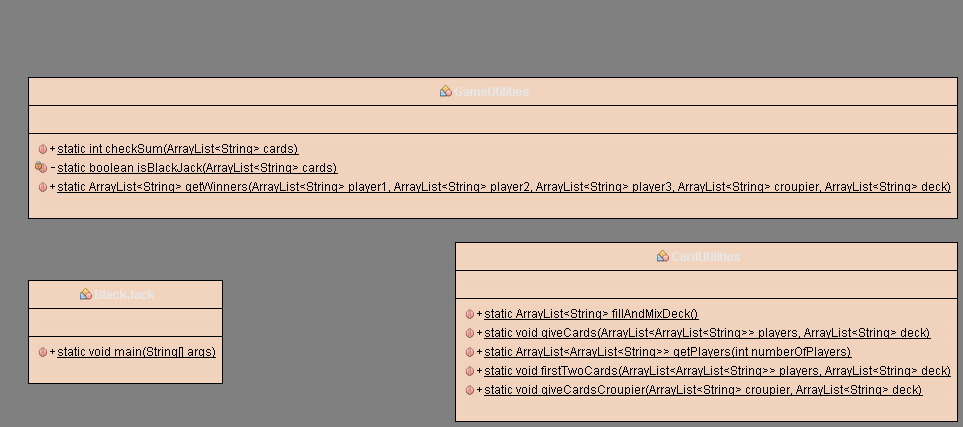 GameUtilities
+ static int checkSum(ArrayList<String> cards)
- static boolean isBlackJack(ArrayList<String> cards)
+ static ArrayList<String> getWinners(ArrayList<String> player1, ArrayList<String> player2, ArrayList<String> player3, ArrayList<String> croupier, ArrayList<String> deck)
CardUtilities
+ static ArrayList<String> fillAndMixDeck()
+ static void giveCards(ArrayList<ArrayList<String>> players, ArrayList<String> deck)
+ static ArrayList<ArrayList<String>> getPlayers(int numberOfPlayers)
+ static void firstTwoCards(ArrayList<ArrayList<String>> players, ArrayList<String> deck)
+ static void giveCardsCroupier(ArrayList<String> croupier, ArrayList<String> deck)
BlackJack
+ static void main(String[] args)